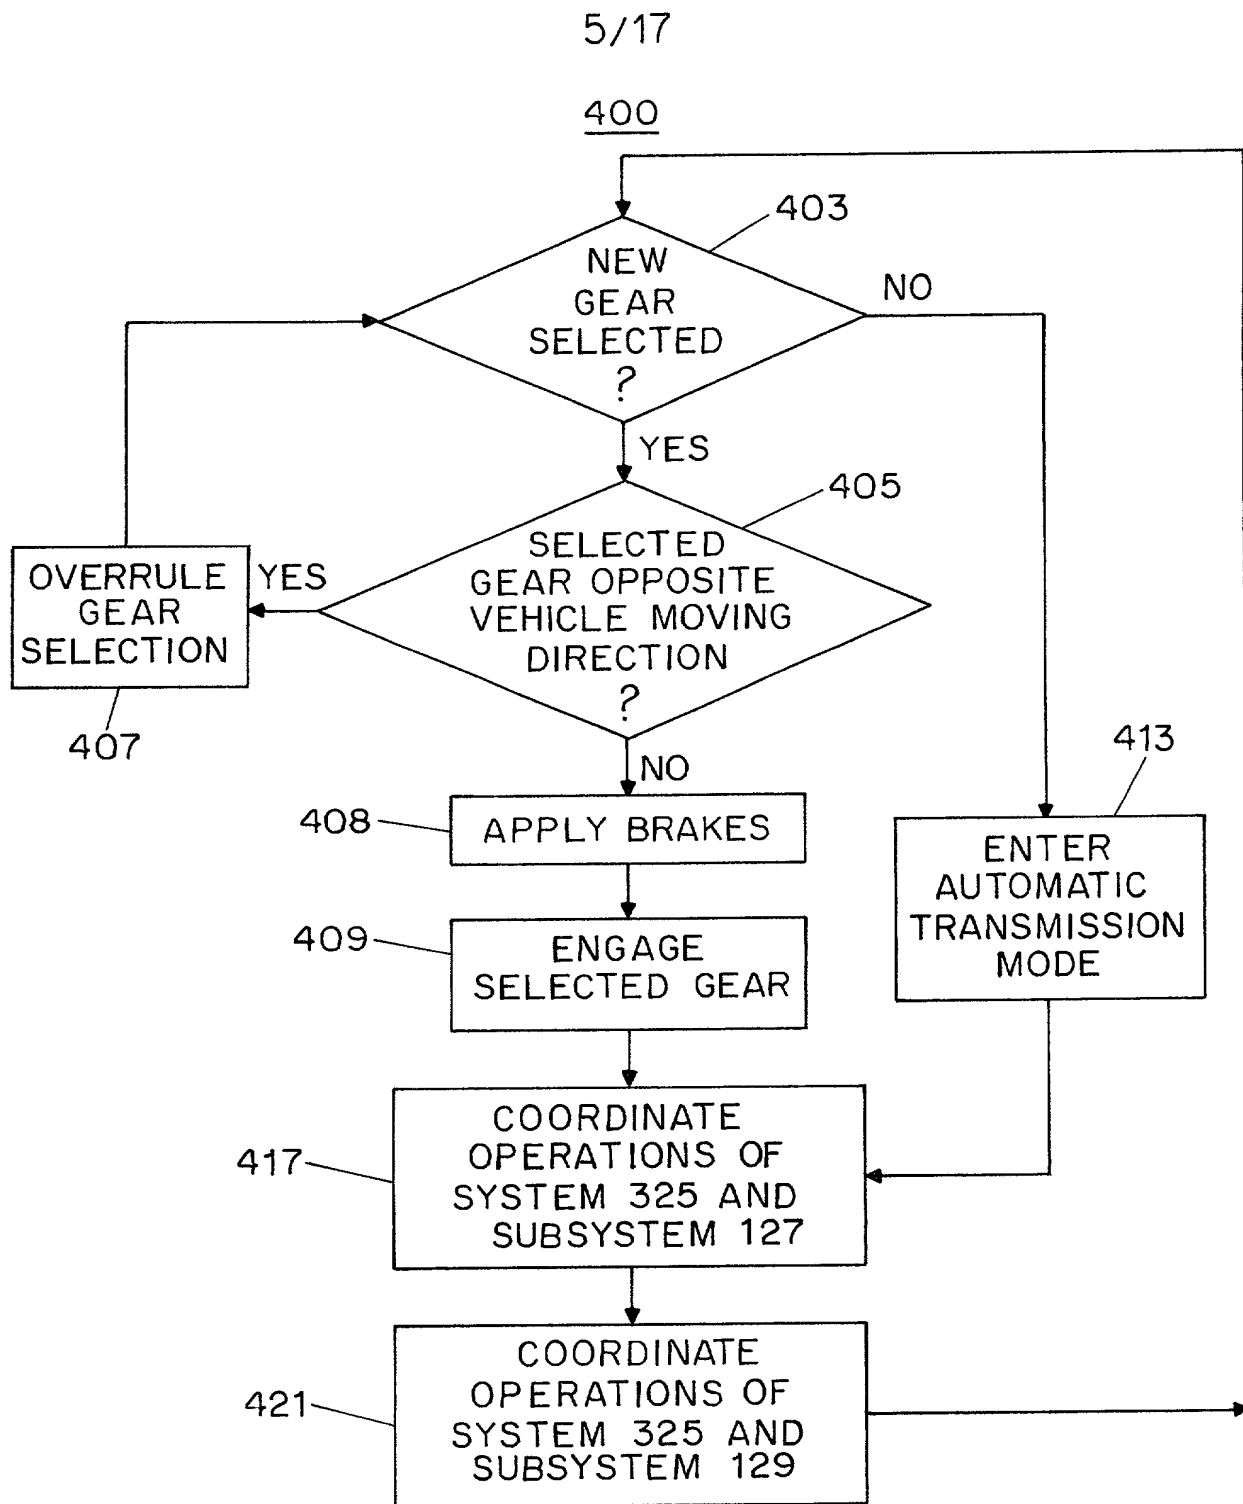 5/17
400
403
NEW
GEAR
SELECTED
?
NO
YES
405
SELECTED
GEAR OPPOSITE
VEHICLE MOVING
DIRECTION
?
YES
OVERRULE
GEAR
SELECTION
407
NO
408
APPLY BRAKES
413
ENTER
AUTOMATIC
TRANSMISSION
MODE
409
ENGAGE
SELECTED GEAR
417
COORDINATE
OPERATIONS OF
SYSTEM 325 AND
SUBSYSTEM 127
421
COORDINATE
OPERATIONS OF
SYSTEM 325 AND
SUBSYSTEM 129